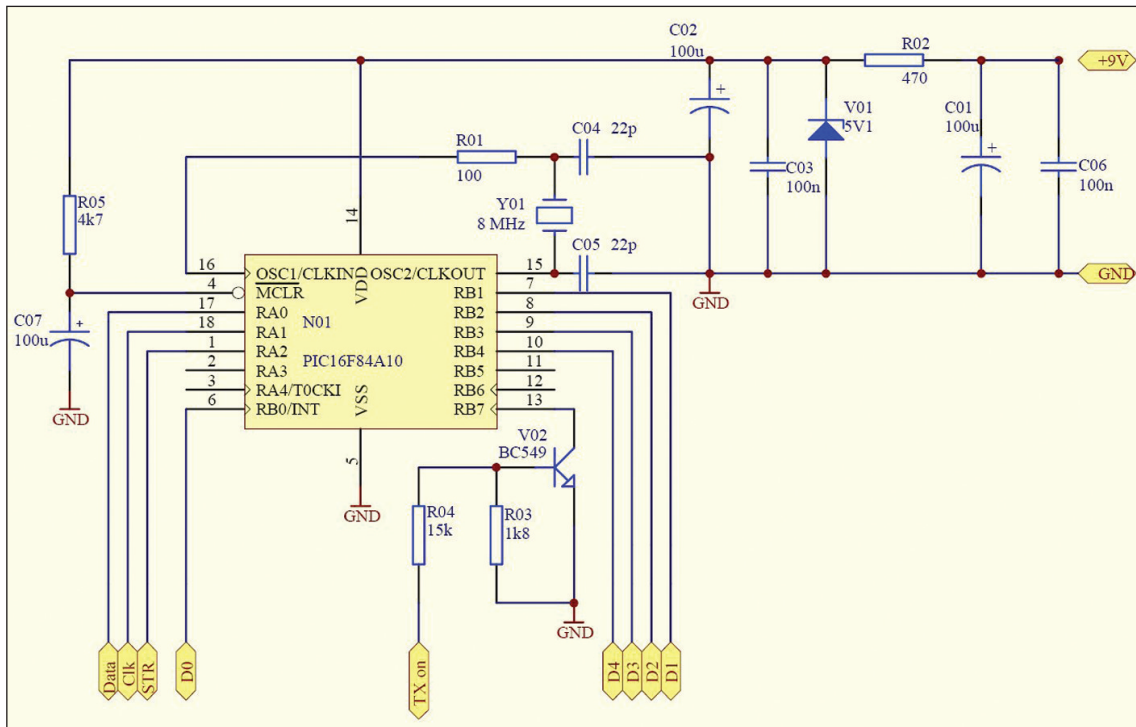 C02
100u
R02
470
+9V
V01
5V1
C01
100u
+
+
R01
100
C04 22p
C03
100n
C06
100n
R05
4k7
Y01
8 MHz
C05 22p
14
16
OSC1/CLKIN
VDD
OSC2/CLKOUT
15
GND
4
MCLR
RB1
7
GND
17
RA0
RB2
8
18
RA1
N01
RB3
9
C07
100u
+
1
RA2
PIC16F84A10
RB4
10
2
RA3
RB5
11
3
RA4/T0CKI
VSS
RB6
12
6
RB0/INT
RB7
13
GND
5
V02
BC549
GND
R04
15k
R03
1k8
GND
Data
Clk
STR
D0
TX on
D4
D3
D2
D1